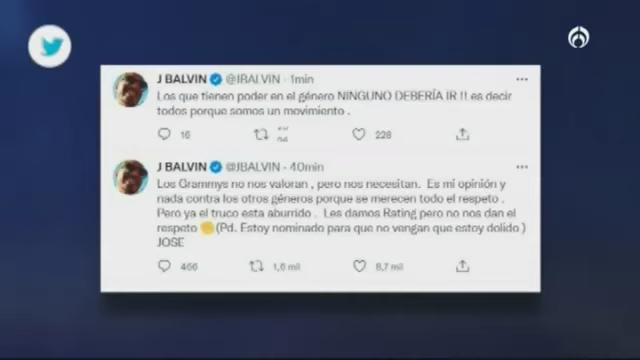 J BALVIN @JBALVIN · 1min
Los que tienen poder en el género NINGUNO DEBERÍA IR !! es decir
todos porque somos un movimiento .
16 228
J BALVIN @JBALVIN · 40min
Los Grammys no nos valoran , pero nos necesitan. Es mi opinión y
nada contra los otros géneros porque se merecen todo el respeto .
Pero ya el truco esta aburrido . Les damos Rating pero no nos dan el
respeto ✊(Pd. Estoy nominado para que no vengan que estoy dolido )
JOSE
466 1,6 mil 8,7 mil